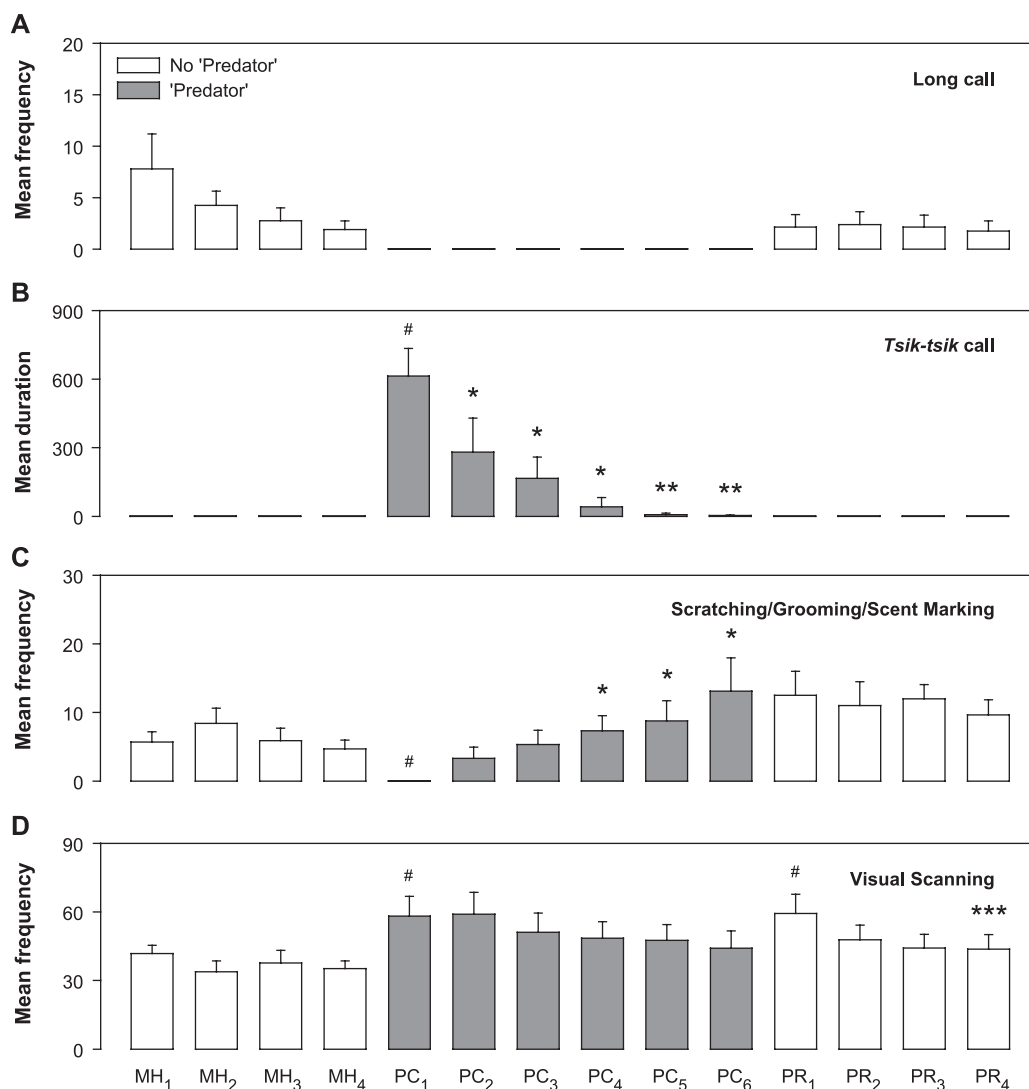 A
20
15
10
5
0
Mean frequency
No 'Predator'
'Predator'
Long call
B
900
600
300
0
Mean duration
#
*
*
*
**
**
Tsik-tsik call
C
30
20
10
0
Mean frequency
Scratching/Grooming/Scent Marking
#
*
*
*
D
90
60
30
0
Mean frequency
Visual Scanning
#
#
***
MH1 MH2 MH3 MH4 PC1 PC2 PC3 PC4 PC5 PC6 PR1 PR2 PR3 PR4